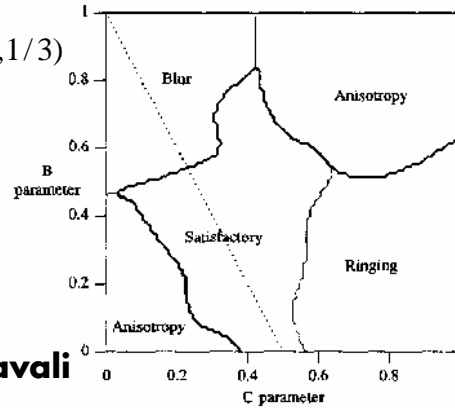 ,1/3)
1
0.8
0.6
B
parameter
0.4
0.2
0
Blur
Anisotropy
Satisfactory
Ringing
Anisotropy
avali
0 0.2 0.4 0.6 0.8
C parameter